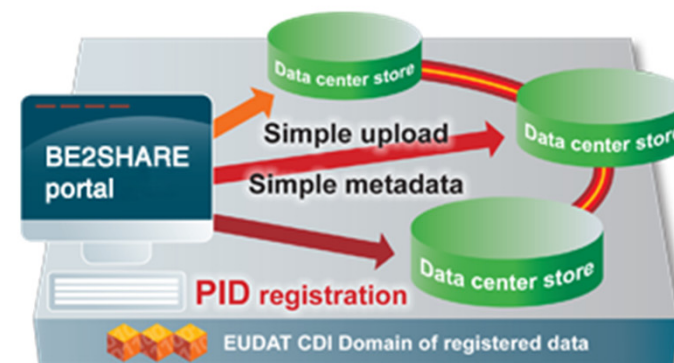 Data center store
BE2SHARE
portal
Simple upload
Data center store
Simple metadata
Data center store
PID registration
EUDAT CDI Domain of registered data